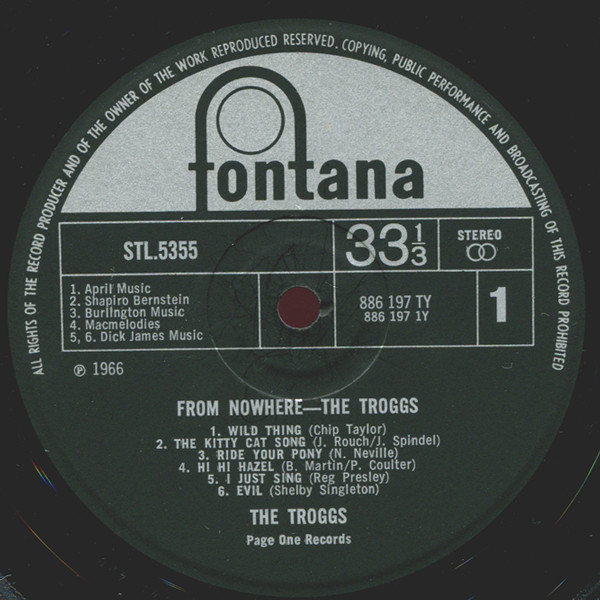 ALL RIGHTS OF THE RECORD PRODUCER AND OF THE OWNER OF THE WORK REPRODUCED RESERVED. COPYING, PUBLIC PERFORMANCE AND BROADCASTING OF THIS RECORD PROHIBITED
fontana
STL.5355
33 1/3
STEREO
1. April Music
2. Shapiro Bernstein
3. Burlington Music
4. Macmelodies
5, 6. Dick James Music
886 197 TY
886 197 1Y
1
Ⓟ 1966
FROM NOWHERE—THE TROGGS
1. WILD THING (Chip Taylor)
2. THE KITTY CAT SONG (J. Rouch/J. Spindel)
3. RIDE YOUR PONY (N. Neville)
4. HI HI HAZEL (B. Martin/P. Coulter)
5. I JUST SING (Reg Presley)
6. EVIL (Shelby Singleton)
THE TROGGS
Page One Records